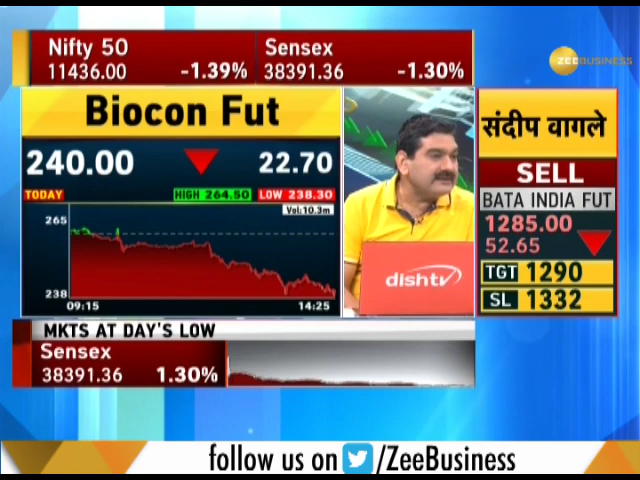 Nifty 50
11436.00 -1.39%
Sensex
38391.36 -1.30%
ZEEBUSINESS
Biocon Fut
240.00 22.70
TODAY HIGH 264.50 LOW 238.30
Vol:10.3m
265
238
09:15 14:25
dishtv
संदीप वागले
SELL
BATA INDIA FUT
1285.00
52.65
TGT 1290
SL 1332
MKTS AT DAY'S LOW
Sensex
38391.36 1.30%
follow us on /ZeeBusiness